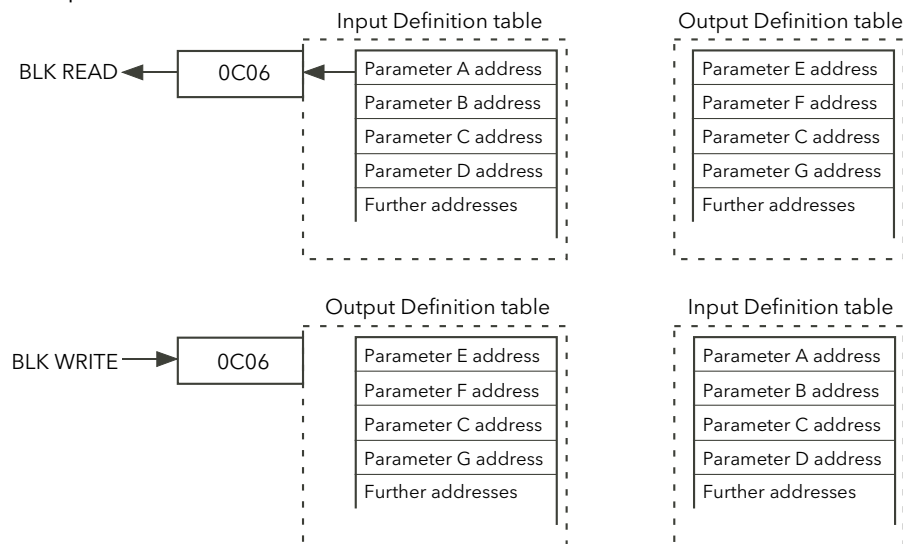 Input Definition table
Output Definition table
BLK READ
0C06
Parameter A address
Parameter B address
Parameter C address
Parameter D address
Further addresses
Parameter E address
Parameter F address
Parameter C address
Parameter G address
Further addresses
Output Definition table
Input Definition table
BLK WRITE
0C06
Parameter E address
Parameter F address
Parameter C address
Parameter G address
Further addresses
Parameter A address
Parameter B address
Parameter C address
Parameter D address
Further addresses